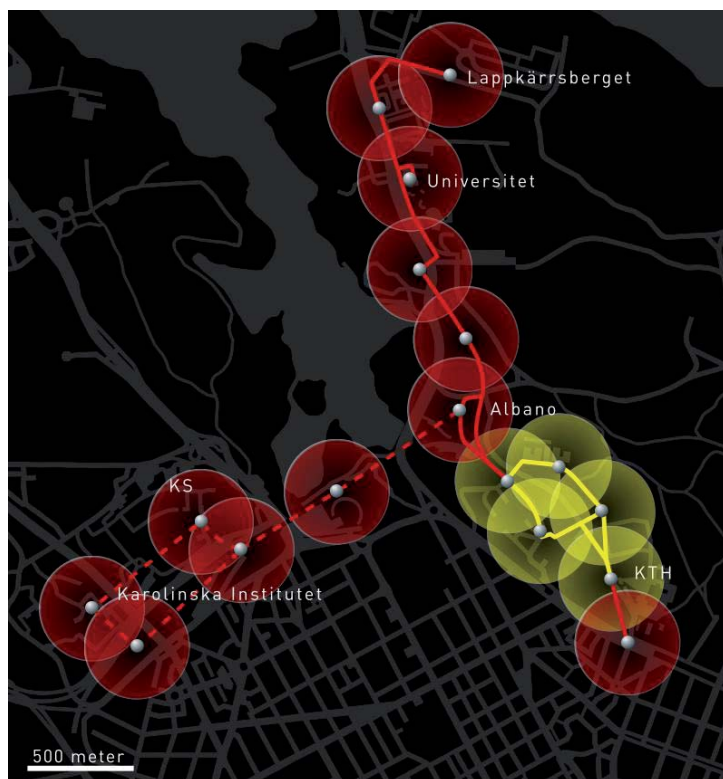 Lappkärrsberget
Universitet
Albano
KS
KTH
Karolinska Institutet
500 meter